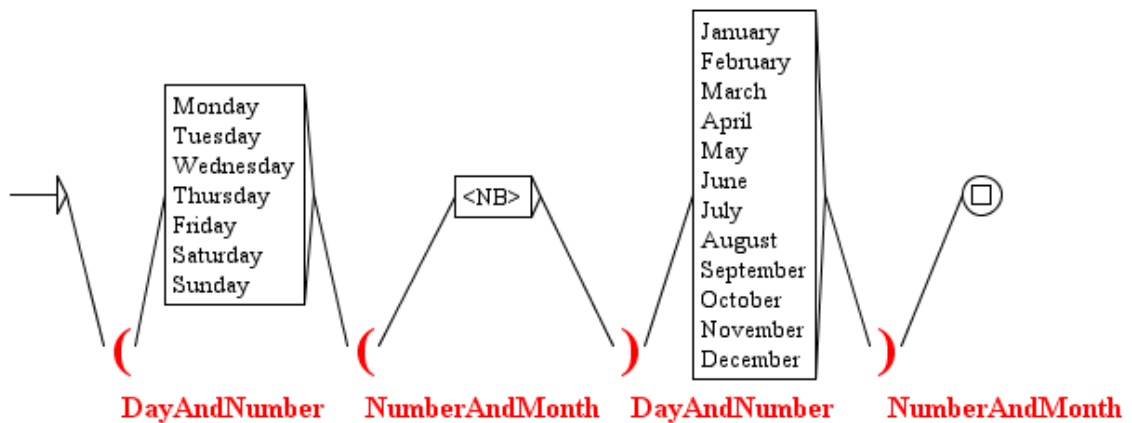 Monday
Tuesday
Wednesday
Thursday
Friday
Saturday
Sunday
<NB>
January
February
March
April
May
June
July
August
September
October
November
December
( ( ) )
DayAndNumber NumberAndMonth DayAndNumber NumberAndMonth